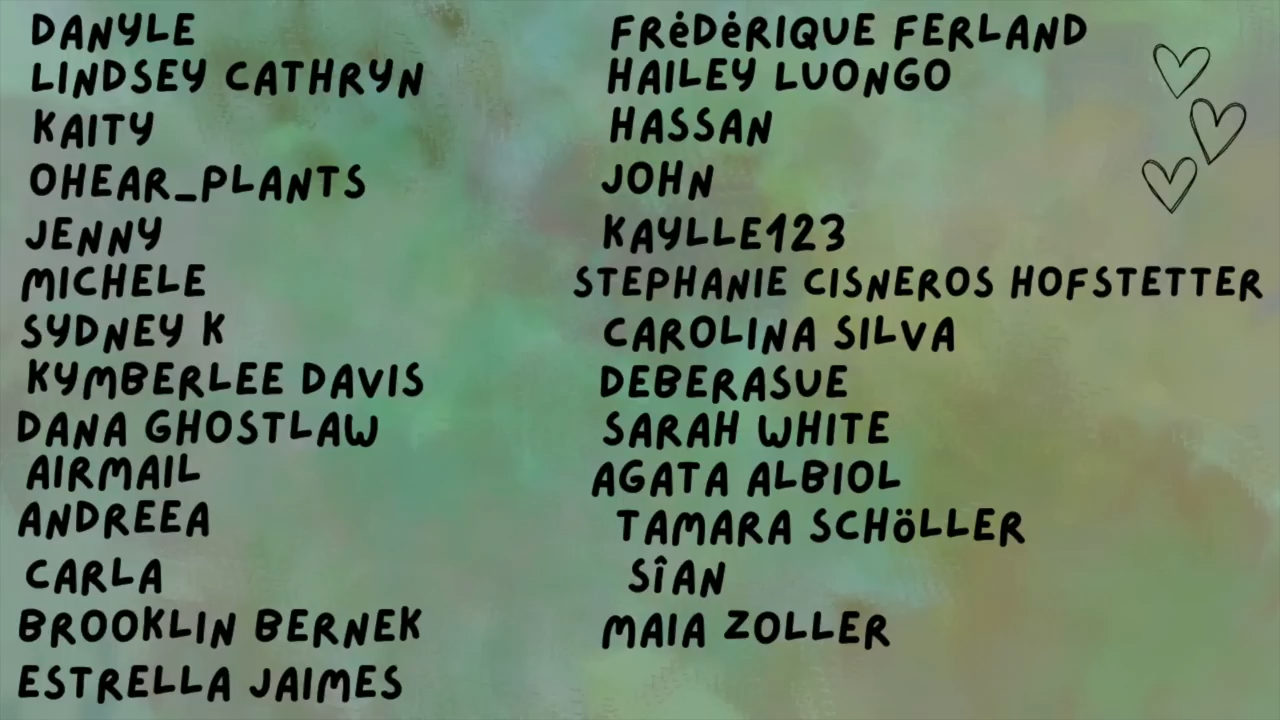 DANYLE
LINDSEY CATHRYN
KAITY
OHEAR_PLANTS
JENNY
MICHELE
SYDNEY K
KYMBERLEE DAVIS
DANA GHOSTLAW
AIRMAIL
ANDREEA
CARLA
BROOKLIN BERNEK
ESTRELLA JAIMES
FRéDéRIQUE FERLAND
HAILEY LUONGO
HASSAN
JOHN
KAYLLE123
STEPHANIE CISNEROS HOFSTETTER
CAROLINA SILVA
DEBERASUE
SARAH WHITE
AGATA ALBIOL
TAMARA SCHöLLER
SîAN
MAIA ZOLLER